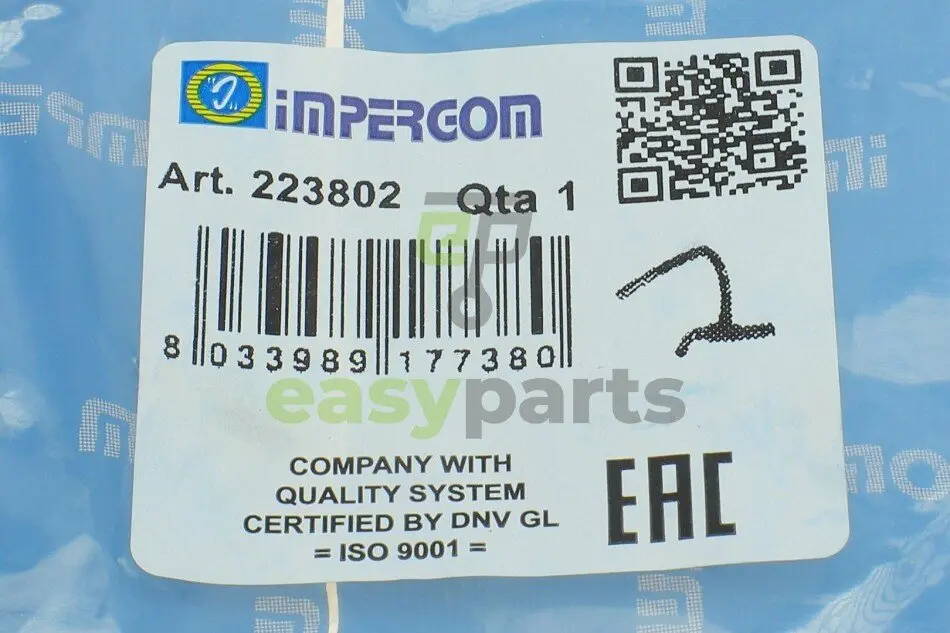 IMPERGOM
Art. 223802 Qta 1
8 033989 177380
2
easyparts
COMPANY WITH
QUALITY SYSTEM
CERTIFIED BY DNV GL
= ISO 9001 =
EAC